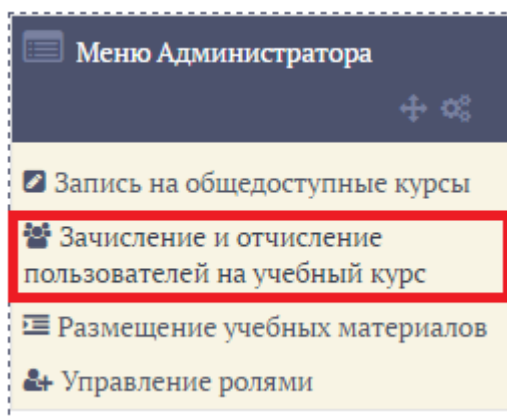 Меню Администратора
Запись на общедоступные курсы
Зачисление и отчисление
пользователей на учебный курс
Размещение учебных материалов
Управление ролями